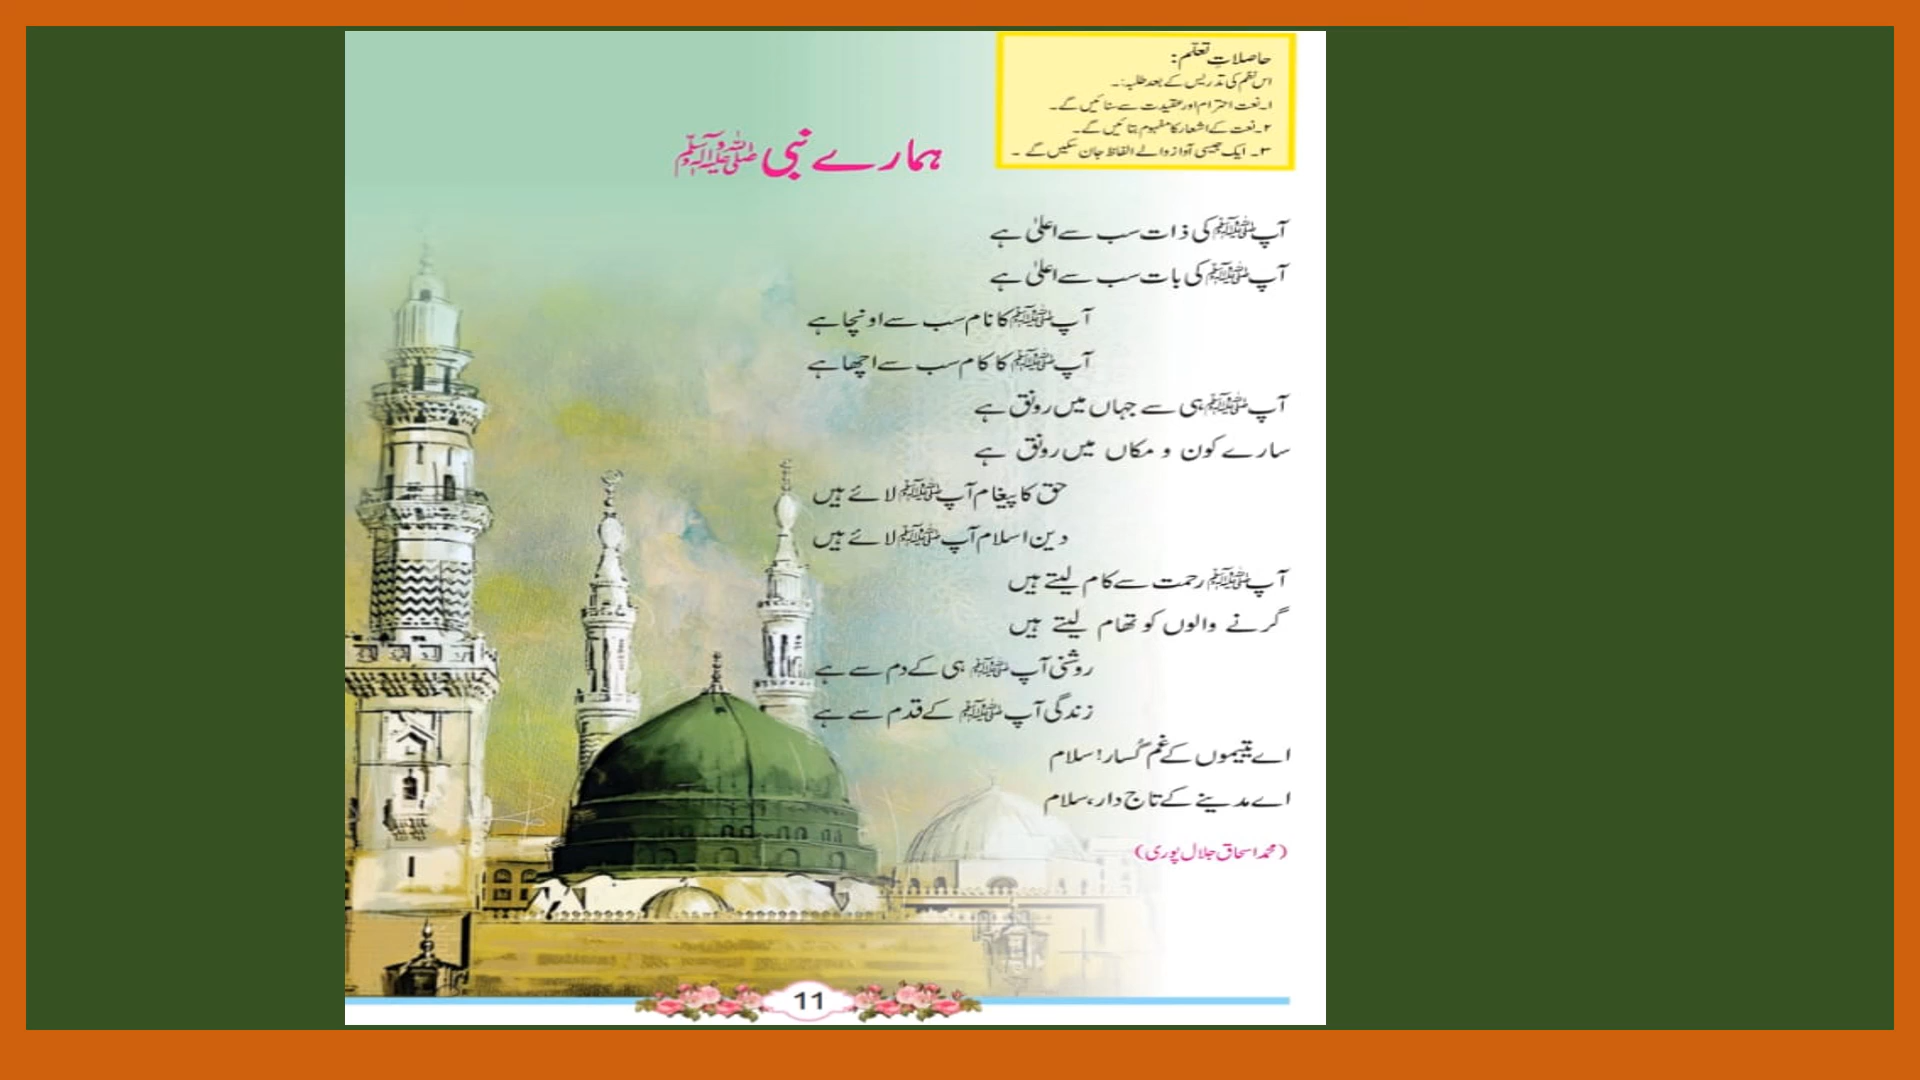 حاصلاتِ تعلّم:
اس نظم کی تدریس کے بعد طلبہ:۔
۱۔ نعت احترام اور عقیدت سے سنائیں گے۔
۲۔ نعت کے اشعار کا مفہوم بتائیں گے۔
۳۔ ایک جیسی آواز والے الفاظ جان سکیں گے ۔
ہمارے نبی ﷺ
آپ ﷺ کی ذات سب سے اعلیٰ ہے
آپ ﷺ کی بات سب سے اعلیٰ ہے
آپ ﷺ کا نام سب سے اونچا ہے
آپ ﷺ کا کام سب سے اچھا ہے
آپ ﷺ ہی سے جہاں میں رونق ہے
سارے کون و مکاں میں رونق ہے
حق کا پیغام آپ ﷺ لائے ہیں
دین اسلام آپ ﷺ لائے ہیں
آپ ﷺ رحمت سے کام لیتے ہیں
گرنے والوں کو تھام لیتے ہیں
روشنی آپ ﷺ ہی کے دم سے ہے
زندگی آپ ﷺ کے قدم سے ہے
اے یتیموں کے غم گُسار! سلام
اے مدینے کے تاج دار، سلام
(محمد اسحاق جلال پوری)
11